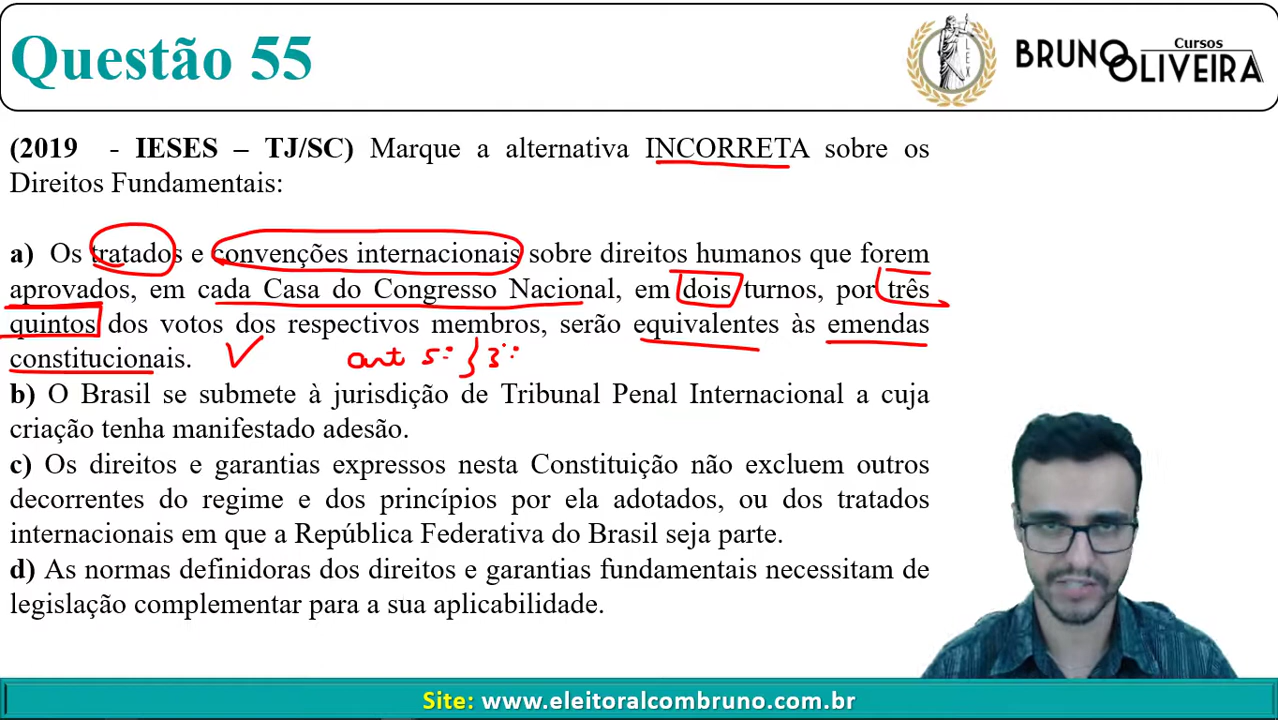 Questão 55
Cursos
BRUNO
OLIVEIRA
LEX
(2019 - IESES – TJ/SC) Marque a alternativa INCORRETA sobre os
Direitos Fundamentais:
a) Os tratados e convenções internacionais sobre direitos humanos que forem
aprovados, em cada Casa do Congresso Nacional, em dois turnos, por três
quintos dos votos dos respectivos membros, serão equivalentes às emendas
constitucionais. art 5º § 3º
b) O Brasil se submete à jurisdição de Tribunal Penal Internacional a cuja
criação tenha manifestado adesão.
c) Os direitos e garantias expressos nesta Constituição não excluem outros
decorrentes do regime e dos princípios por ela adotados, ou dos tratados
internacionais em que a República Federativa do Brasil seja parte.
d) As normas definidoras dos direitos e garantias fundamentais necessitam de
legislação complementar para a sua aplicabilidade.
Site: www.eleitoralcombruno.com.br